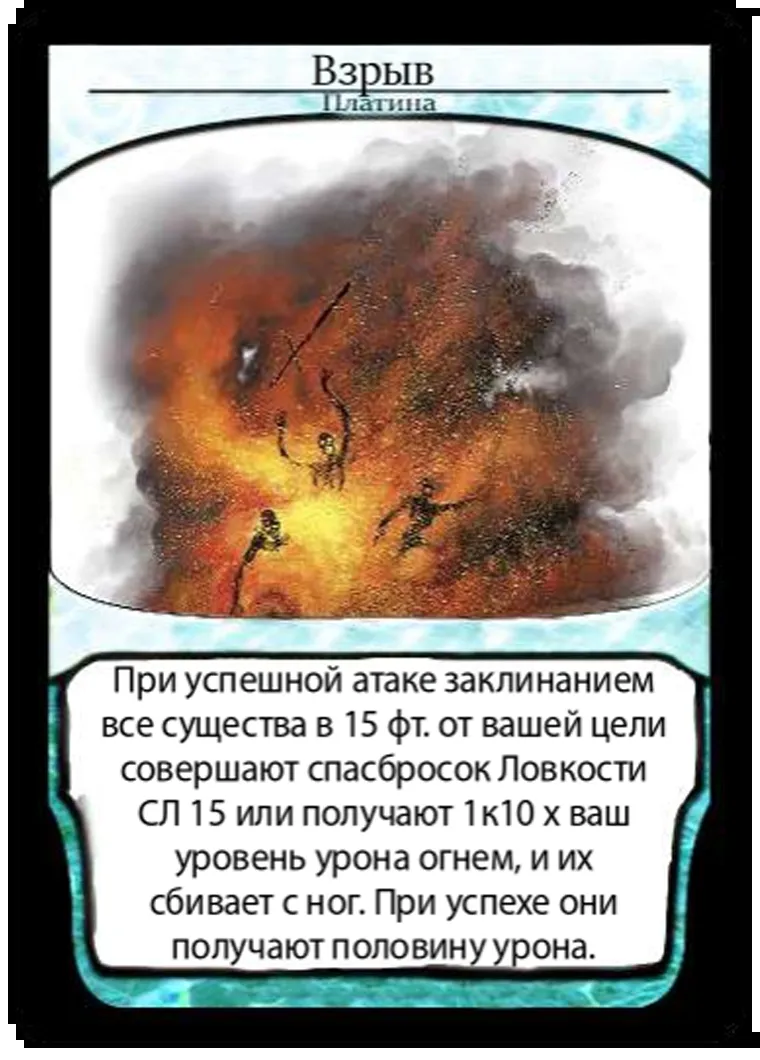 Взрыв
Платина
При успешной атаке заклинанием
все существа в 15 фт. от вашей цели
совершают спасбросок Ловкости
СЛ 15 или получают 1к10 х ваш
уровень урона огнем, и их
сбивает с ног. При успехе они
получают половину урона.